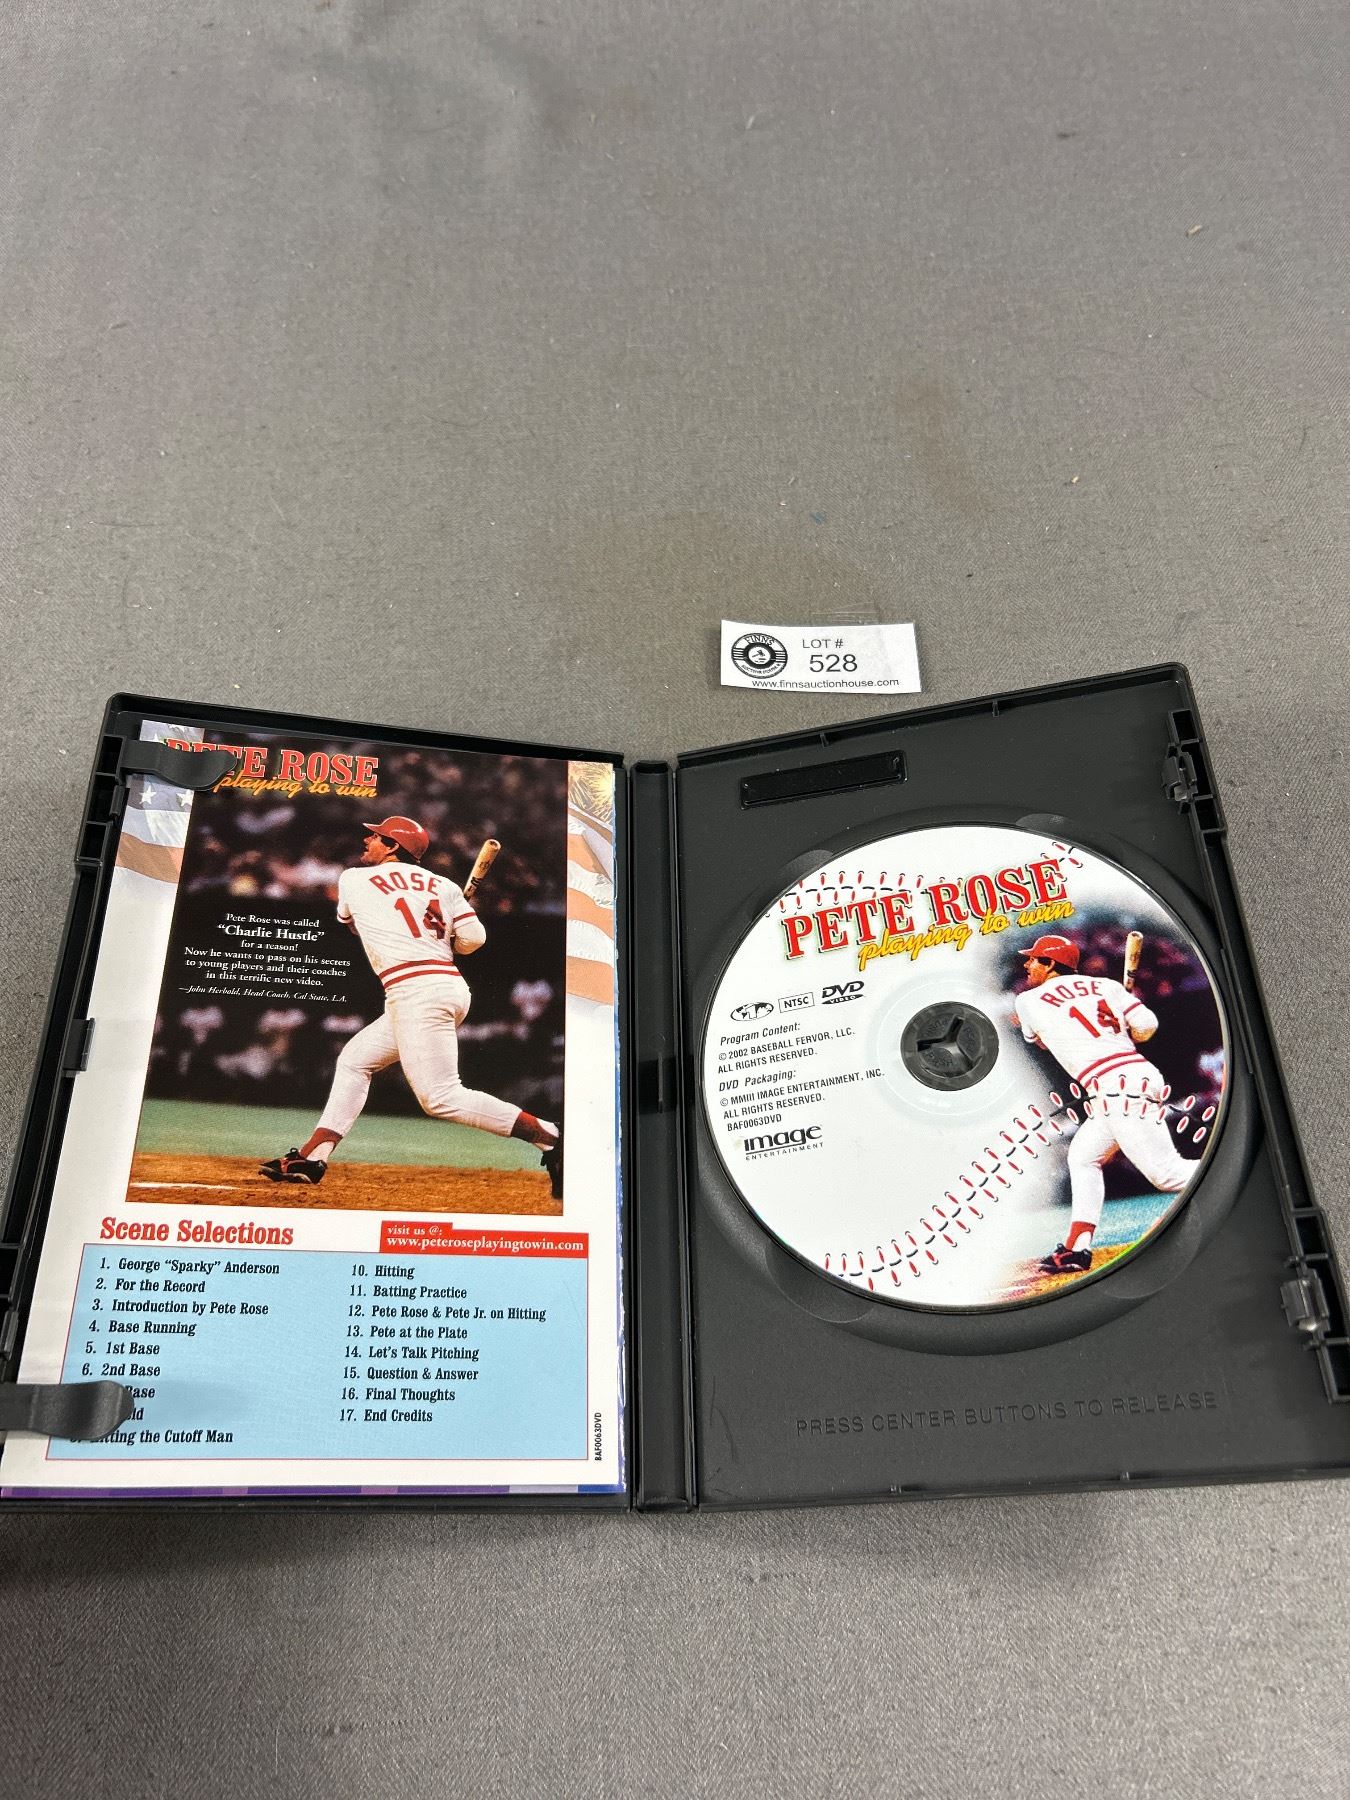 FINNS
LOT #
528
www.finnsauctionhouse.com
PETE ROSE
playing to win
ROSE
14
Pete Rose was called
"Charlie Hustle"
for a reason!
Now he wants to pass on his secrets
to young players and their coaches
in this terrific new video.
—John Herbold, Head Coach, Cal State, L.A.
Scene Selections
visit us @:
www.peteroseplayingtowin.com
1. George "Sparky" Anderson
2. For the Record
3. Introduction by Pete Rose
4. Base Running
5. 1st Base
6. 2nd Base
Base
the Cutoff Man
10. Hitting
11. Batting Practice
12. Pete Rose & Pete Jr. on Hitting
13. Pete at the Plate
14. Let's Talk Pitching
15. Question & Answer
16. Final Thoughts
17. End Credits
BAF0063DVD
PETE ROSE
playing to win
ROSE
14
NTSC
DVD
VIDEO
Program Content:
© 2002 BASEBALL FERVOR, LLC.
ALL RIGHTS RESERVED.
DVD Packaging:
© MMIII IMAGE ENTERTAINMENT, INC.
ALL RIGHTS RESERVED.
BAF0063DVD
image
ENTERTAINMENT
PRESS CENTER BUTTONS TO RELEASE